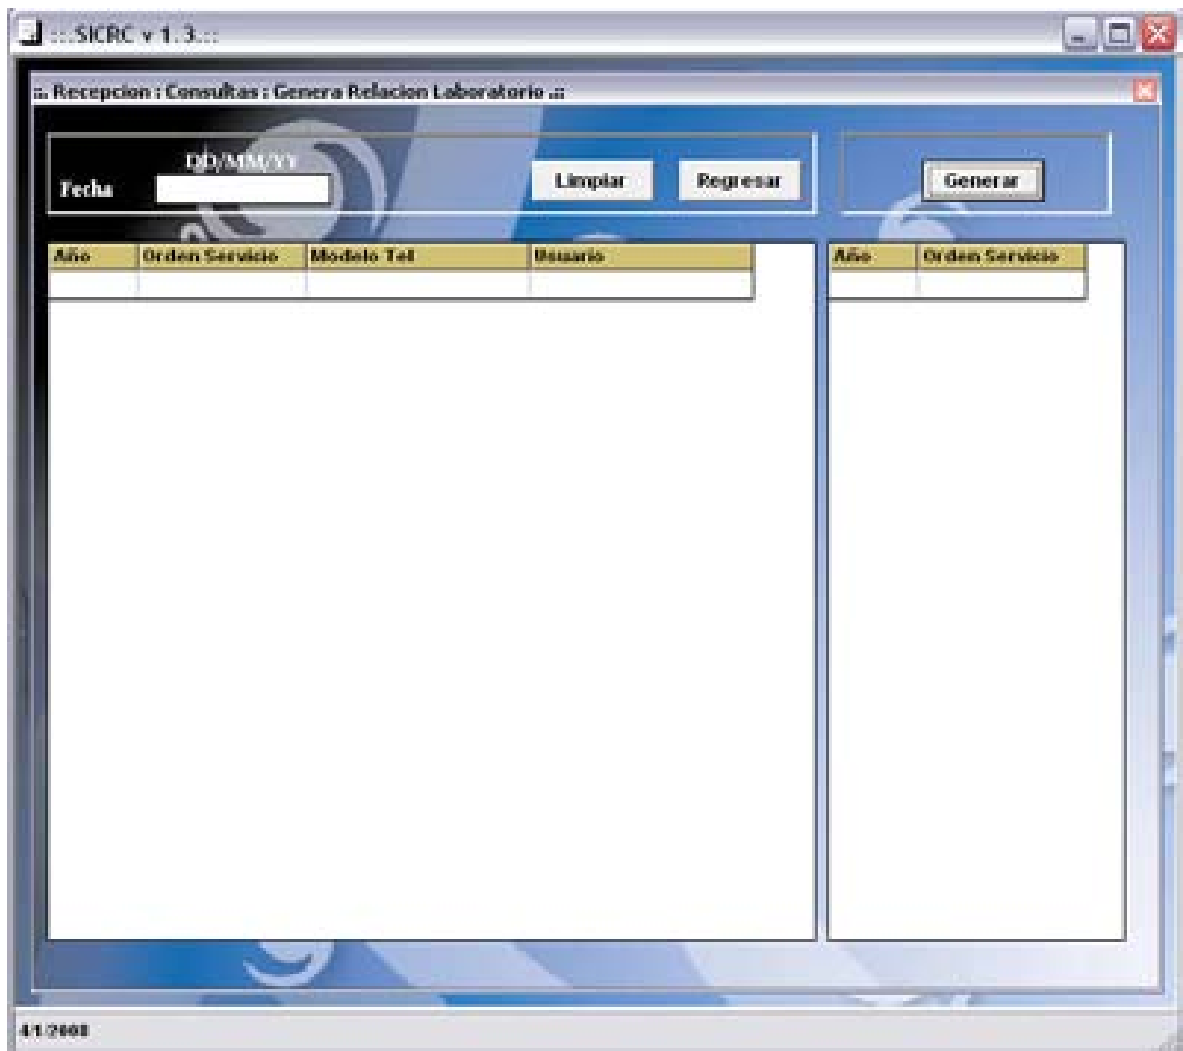 :::SICRC v 1.3.:::
::. Recepcion : Consultas : Genera Relacion Laboratorio .::
DD/MM/YY
Fecha
Limpiar
Regresar
Generar
Año Orden Servicio Modelo Tel Usuario
Año Orden Servicio
4/1/2008